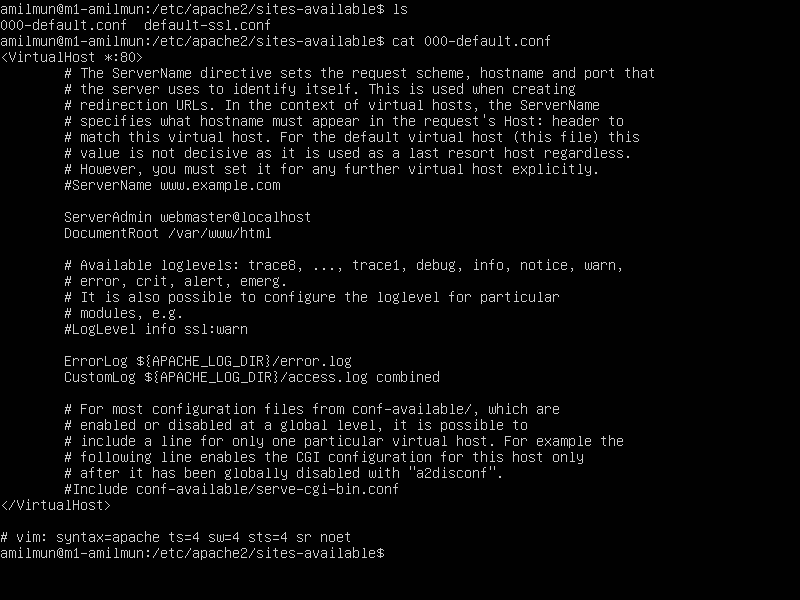 amilmun@m1-amilmun:/etc/apache2/sites-available$ ls
000-default.conf  default-ssl.conf
amilmun@m1-amilmun:/etc/apache2/sites-available$ cat 000-default.conf
<VirtualHost *:80>
        # The ServerName directive sets the request scheme, hostname and port that
        # the server uses to identify itself. This is used when creating
        # redirection URLs. In the context of virtual hosts, the ServerName
        # specifies what hostname must appear in the request's Host: header to
        # match this virtual host. For the default virtual host (this file) this
        # value is not decisive as it is used as a last resort host regardless.
        # However, you must set it for any further virtual host explicitly.
        #ServerName www.example.com

        ServerAdmin webmaster@localhost
        DocumentRoot /var/www/html

        # Available loglevels: trace8, ..., trace1, debug, info, notice, warn,
        # error, crit, alert, emerg.
        # It is also possible to configure the loglevel for particular
        # modules, e.g.
        #LogLevel info ssl:warn

        ErrorLog ${APACHE_LOG_DIR}/error.log
        CustomLog ${APACHE_LOG_DIR}/access.log combined

        # For most configuration files from conf-available/, which are
        # enabled or disabled at a global level, it is possible to
        # include a line for only one particular virtual host. For example the
        # following line enables the CGI configuration for this host only
        # after it has been globally disabled with "a2disconf".
        #Include conf-available/serve-cgi-bin.conf
</VirtualHost>

# vim: syntax=apache ts=4 sw=4 sts=4 sr noet
amilmun@m1-amilmun:/etc/apache2/sites-available$